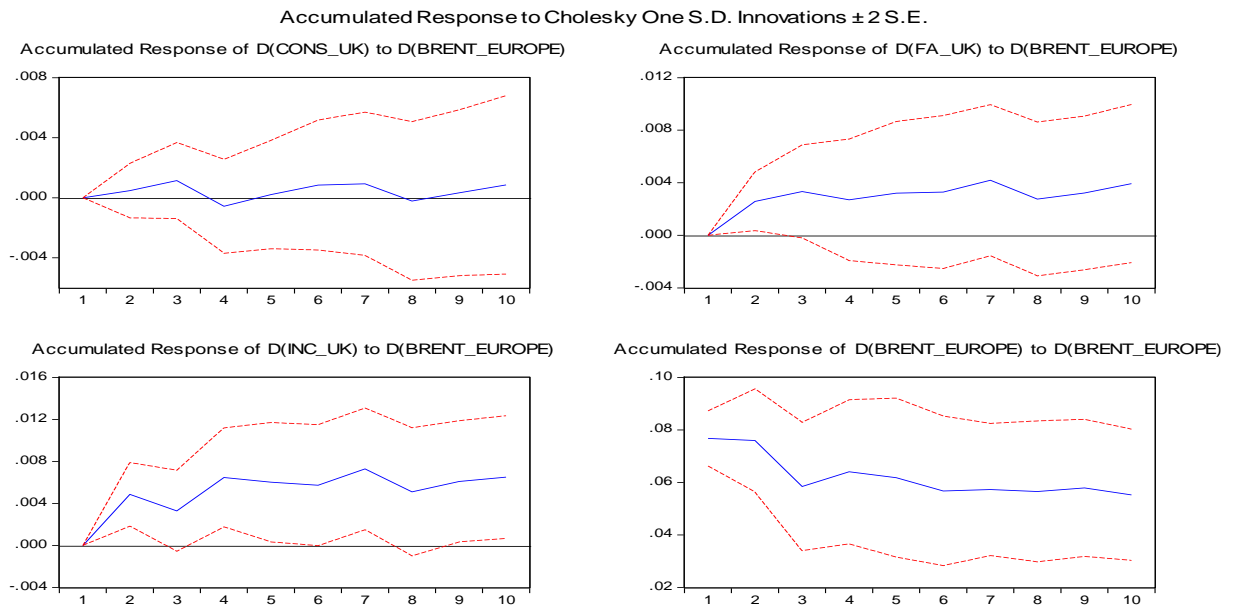 Accumulated Response to Cholesky One S.D. Innovations ± 2 S.E.
Accumulated Response of D(CONS_UK) to D(BRENT_EUROPE)
.008
.004
.000
-.004
1 2 3 4 5 6 7 8 9 10
Accumulated Response of D(FA_UK) to D(BRENT_EUROPE)
.012
.008
.004
.000
-.004
1 2 3 4 5 6 7 8 9 10
Accumulated Response of D(INC_UK) to D(BRENT_EUROPE)
.016
.012
.008
.004
.000
-.004
1 2 3 4 5 6 7 8 9 10
Accumulated Response of D(BRENT_EUROPE) to D(BRENT_EUROPE)
.10
.08
.06
.04
.02
1 2 3 4 5 6 7 8 9 10